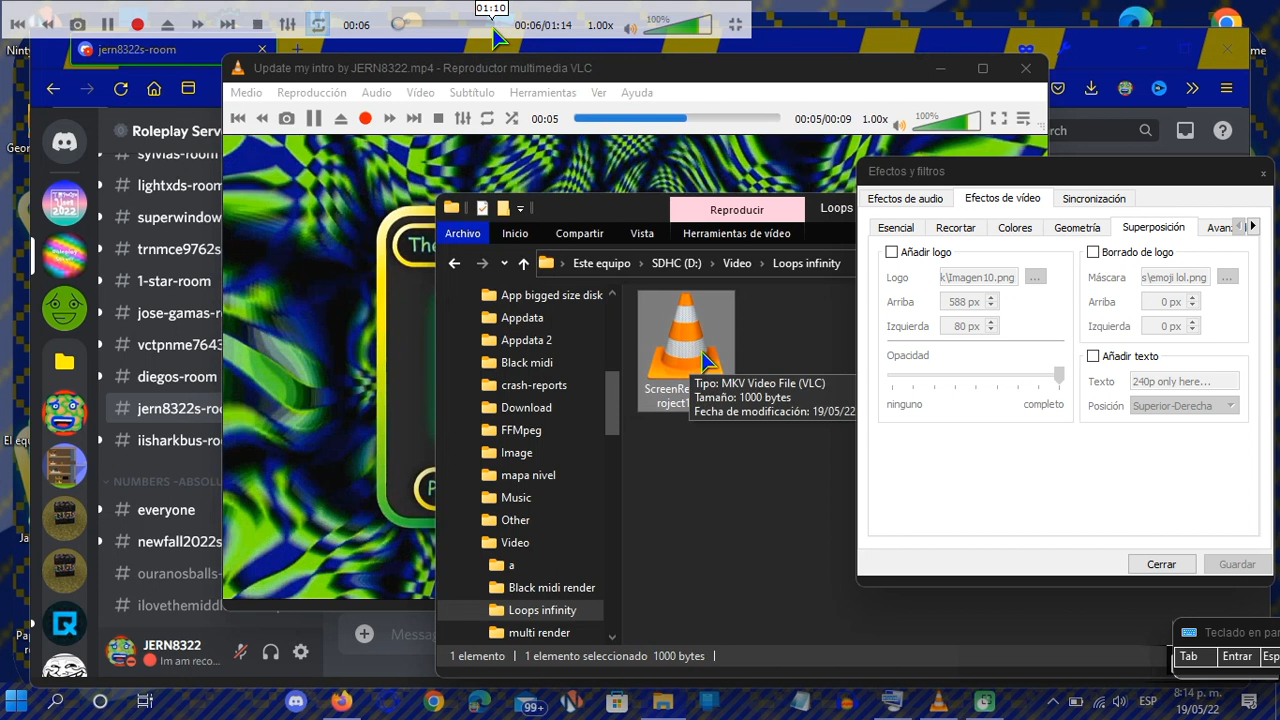 01:10
00:06
00:06/01:14
1.00x
100%
jern8322s-room
Update my intro by JERN8322.mp4 - Reproductor multimedia VLC
Medio
Reproducción
Audio
Vídeo
Subtítulo
Herramientas
Ver
Ayuda
00:05
00:05/00:09
1.00x
100%
Roleplay Serv
sylvias-room
lightxds-room
superwindow
trnmce9762s
1-star-room
jose-gamas-r
vctpnme7643
diegos-room
jern8322s-roo
iisharkbus-ro
NUMBERS -ABSOL
everyone
newfall2022s
ouranosballs-
ilovethemiddl
JERN8322
Im am reco...
Messa
Reproducir
Loops
Archivo
Inicio
Compartir
Vista
Herramientas de vídeo
Este equipo
SDHC (D:)
Video
Loops infinity
App bigged size disk
Appdata
Appdata 2
Black midi
crash-reports
Download
FFMpeg
Image
mapa nivel
Music
Other
Video
a
Black midi render
Loops infinity
multi render
ScreenRe
roject1
Tipo: MKV Video File (VLC)
Tamaño: 1000 bytes
Fecha de modificación: 19/05/22
1 elemento
1 elemento seleccionado
1000 bytes
Efectos y filtros
Efectos de audio
Efectos de vídeo
Sincronización
Esencial
Recortar
Colores
Geometría
Superposición
Avanz
Añadir logo
Logo
k\Imagen10.png
...
Arriba
588 px
Izquierda
80 px
Opacidad
ninguno
completo
Borrado de logo
Máscara
s\emoji lol.png
...
Arriba
0 px
Izquierda
0 px
Añadir texto
Texto
240p only here...
Posición
Superior-Derecha
Cerrar
Guardar
Teclado en pan
Tab
Entrar
Esp
99+
ESP
8:14 p. m.
19/05/22